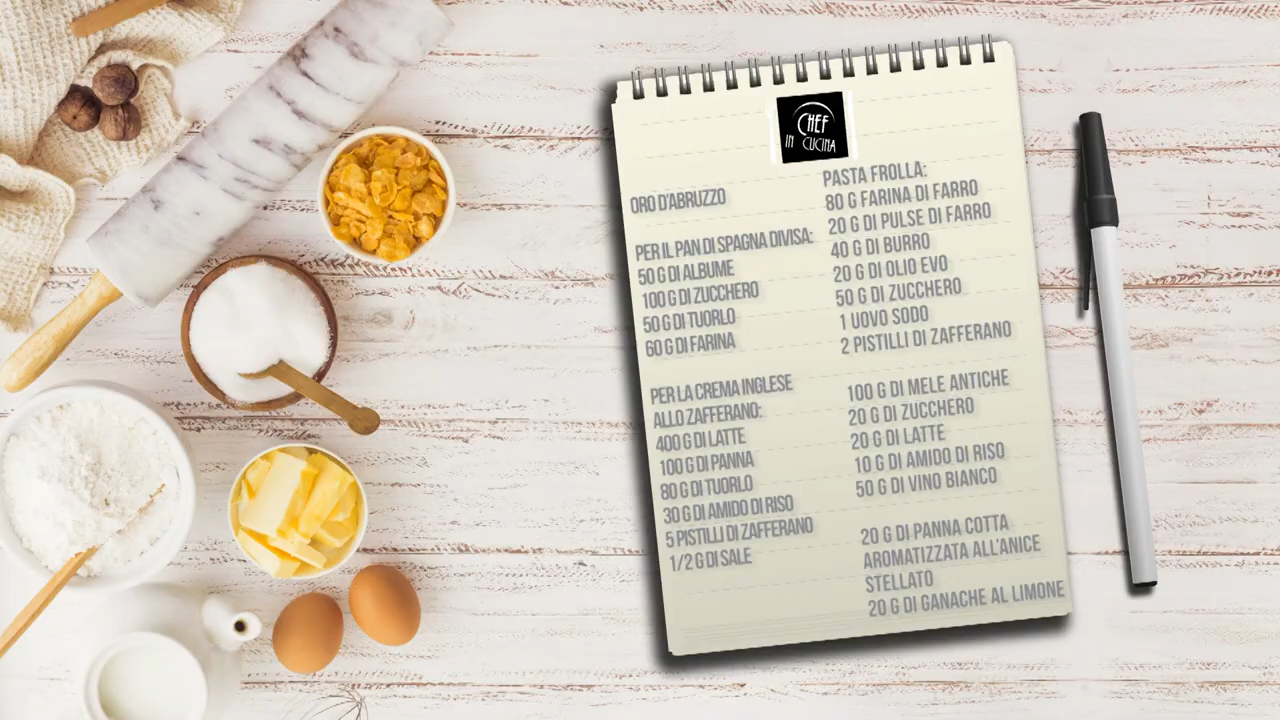 CHEF
IN CUCINA
ORO D'ABRUZZO
PER IL PAN DI SPAGNA DIVISA:
50 G DI ALBUME
100 G DI ZUCCHERO
50 G DI TUORLO
60 G DI FARINA
PER LA CREMA INGLESE
ALLO ZAFFERANO:
400 G DI LATTE
100 G DI PANNA
80 G DI TUORLO
30 G DI AMIDO DI RISO
5 PISTILLI DI ZAFFERANO
1/2 G DI SALE
PASTA FROLLA:
80 G FARINA DI FARRO
20 G DI PULSE DI FARRO
40 G DI BURRO
20 G DI OLIO EVO
50 G DI ZUCCHERO
1 UOVO SODO
2 PISTILLI DI ZAFFERANO
100 G DI MELE ANTICHE
20 G DI ZUCCHERO
20 G DI LATTE
10 G DI AMIDO DI RISO
50 G DI VINO BIANCO
20 G DI PANNA COTTA
AROMATIZZATA ALL'ANICE
STELLATO
20 G DI GANACHE AL LIMONE